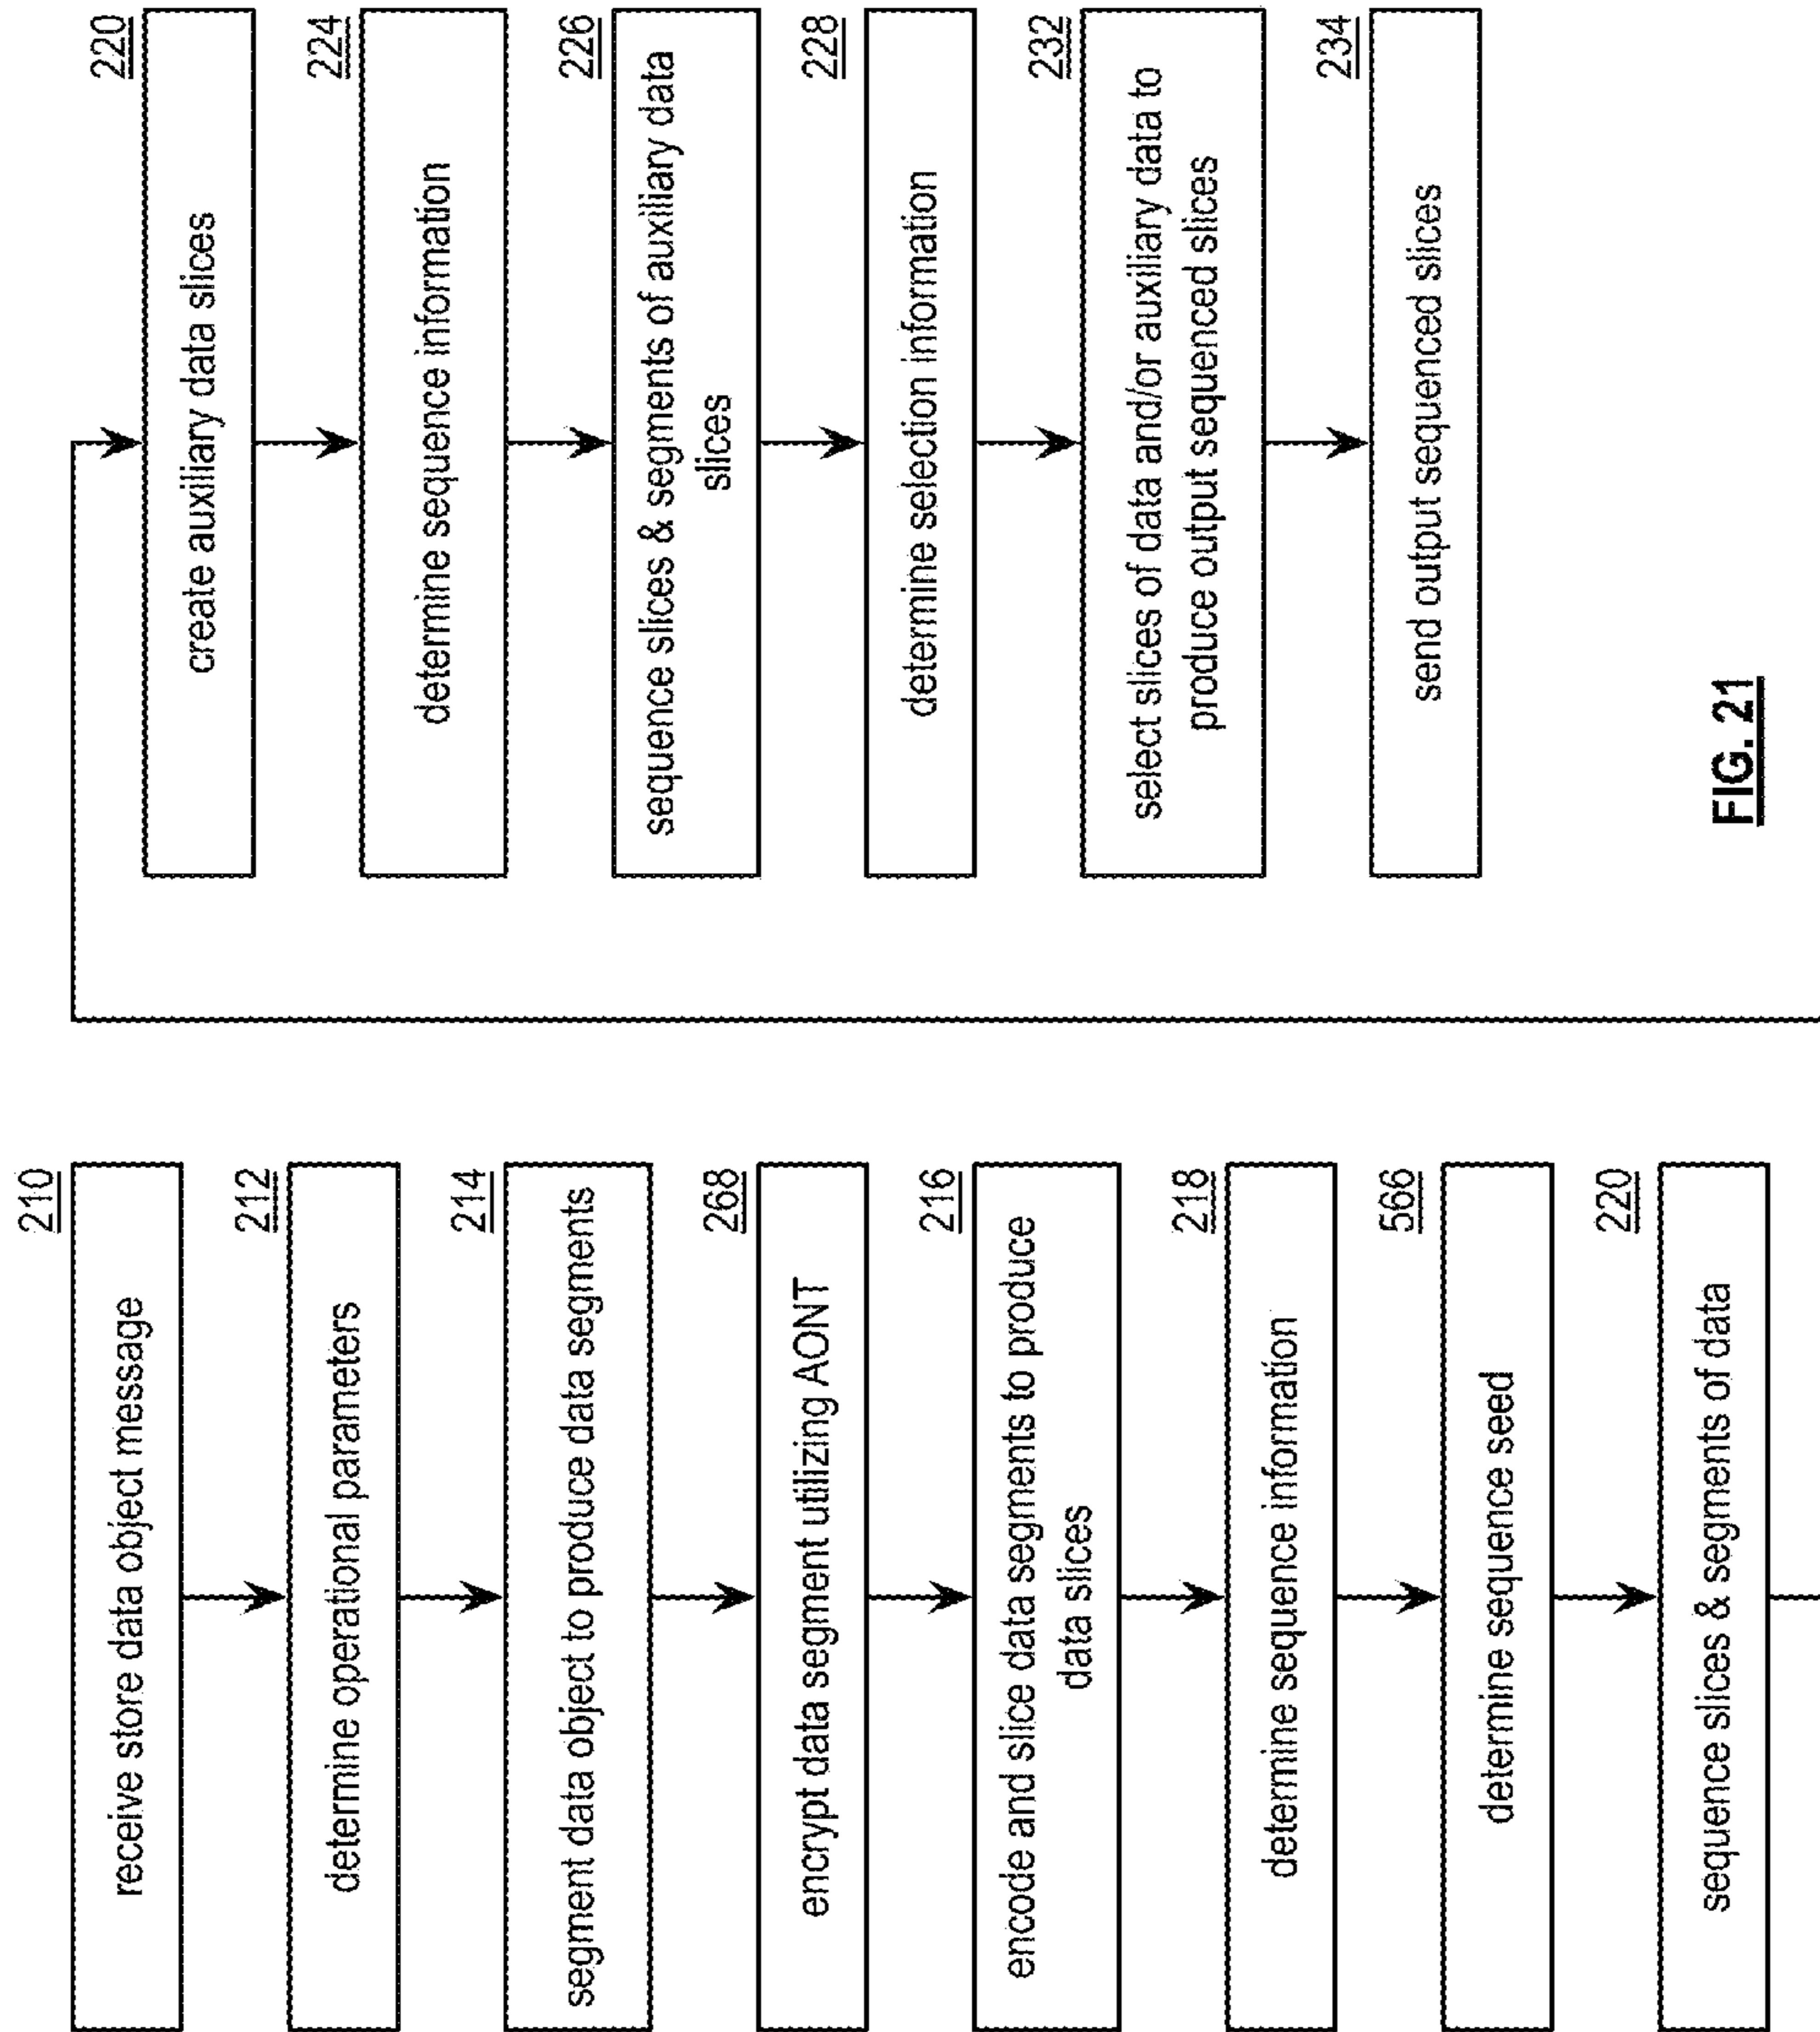 210
receive store data object message
212
determine operational parameters
214
segment data object to produce data segments
268
encrypt data segment utilizing AONT
216
encode and slice data segments to produce
data slices
218
determine sequence information
566
determine sequence seed
220
sequence slices & segments of data
220
create auxiliary data slices
224
determine sequence information
226
sequence slices & segments of auxiliary data
slices
228
determine selection information
232
select slices of data and/or auxiliary data to
produce output sequenced slices
234
send output sequenced slices
FIG. 21